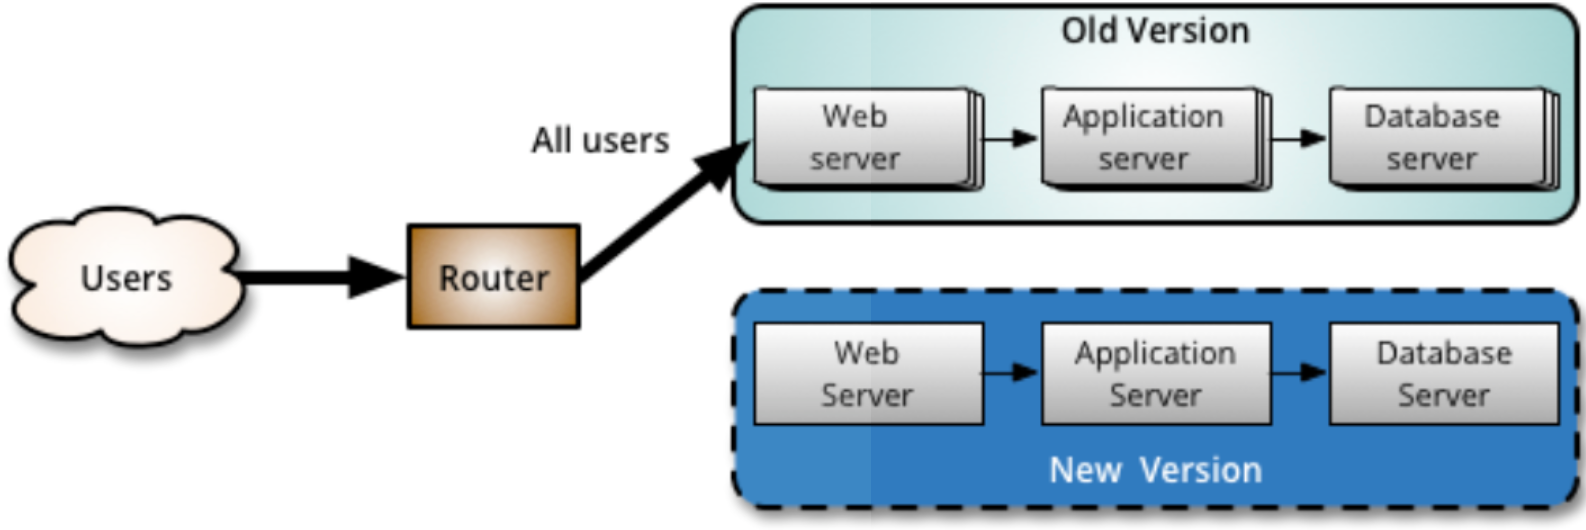 Old Version
Web
server
Application
server
Database
server
All users
Users
Router
Web
Server
Application
Server
Database
Server
New Version